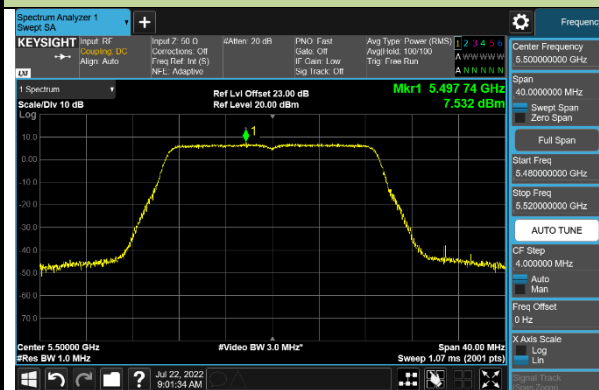 Spectrum Analyzer 1
Swept SA
+
Frequenc
KEYSIGHT
Input: RF
Coupling: DC
Align: Auto
Input Z: 50 Ω
Corrections: Off
Freq Ref: Int (S)
NFE: Adaptive
#Atten: 20 dB
PNO: Fast
Gate: Off
IF Gain: Low
Sig Track: Off
Avg Type: Power (RMS)
Avg|Hold: 100/100
Trig: Free Run
1 2 3 4 5 6
A W W W W W
A N N N N N
LXI
1 Spectrum
Scale/Div 10 dB
Log
Ref Lvl Offset 23.00 dB
Ref Level 20.00 dBm
Mkr1 5.497 74 GHz
7.532 dBm
1
10.0
0.00
-10.0
-20.0
-30.0
-40.0
-50.0
-60.0
-70.0
Center 5.50000 GHz
#Res BW 1.0 MHz
#Video BW 3.0 MHz*
Span 40.00 MHz
Sweep 1.07 ms (2001 pts)
?
Jul 22, 2022
9:01:34 AM
Center Frequency
5.500000000 GHz
Span
40.0000000 MHz
Swept Span
Zero Span
Full Span
Start Freq
5.480000000 GHz
Stop Freq
5.520000000 GHz
AUTO TUNE
CF Step
4.000000 MHz
Auto
Man
Freq Offset
0 Hz
X Axis Scale
Log
Lin
Signal Track
(Span Zoom)